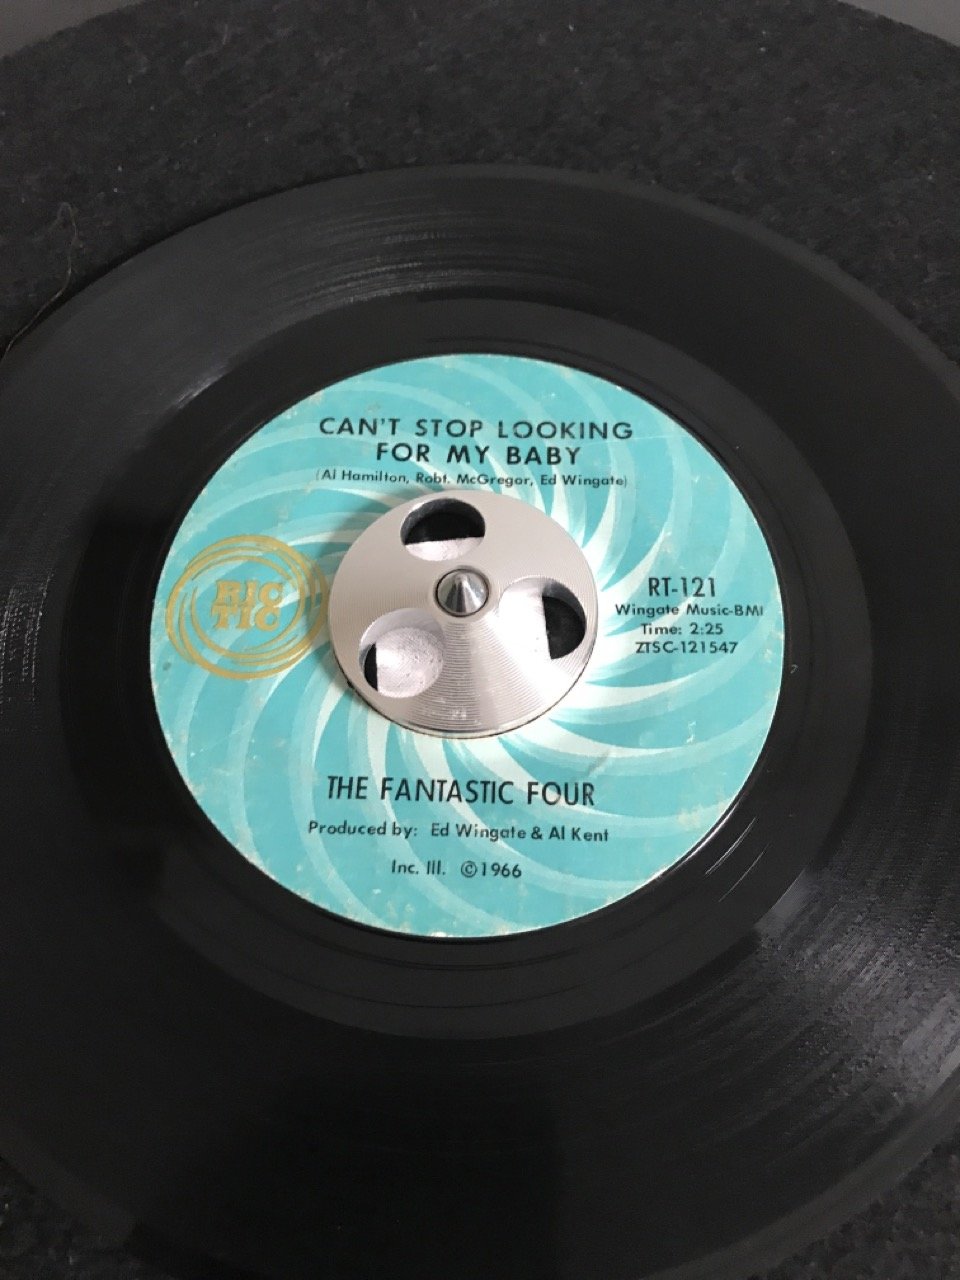 CAN'T STOP LOOKING
FOR MY BABY
(Al Hamilton, Robt. McGregor, Ed Wingate)
RIC
TIC
RT-121
Wingate Music-BMI
Time: 2:25
ZTSC-121547
THE FANTASTIC FOUR
Produced by: Ed Wingate & Al Kent
Inc. Ill. ©1966